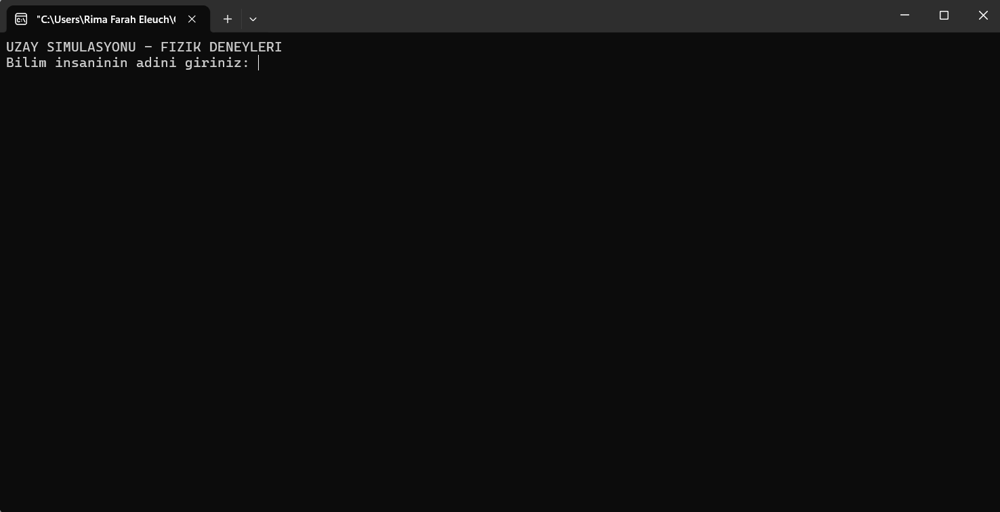 "C:\Users\Rima Farah Eleuch\
UZAY SIMULASYONU - FIZIK DENEYLERI
Bilim insaninin adini giriniz: